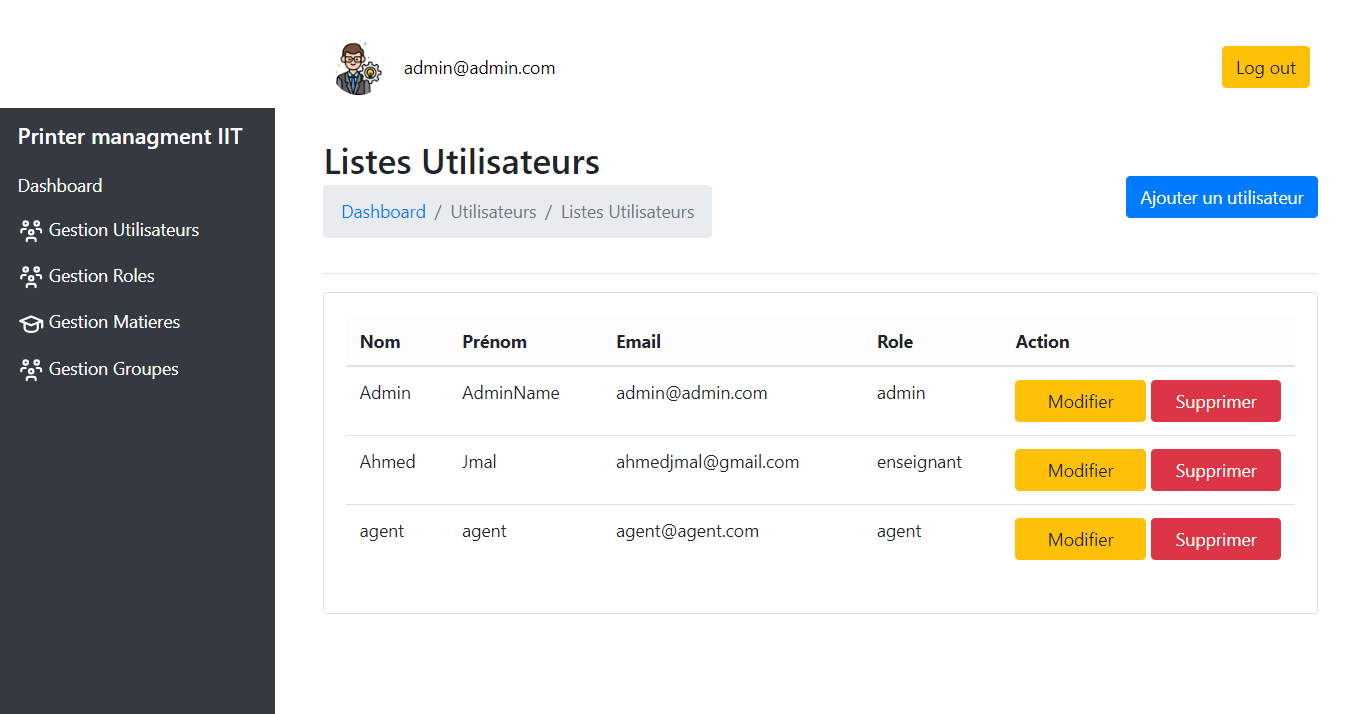 admin@admin.com
Log out
Printer managment IIT
Dashboard
Gestion Utilisateurs
Gestion Roles
Gestion Matieres
Gestion Groupes
Listes Utilisateurs
Dashboard / Utilisateurs / Listes Utilisateurs
Ajouter un utilisateur
Nom Prénom Email Role Action
Admin AdminName admin@admin.com admin Modifier Supprimer
Ahmed Jmal ahmedjmal@gmail.com enseignant Modifier Supprimer
agent agent agent@agent.com agent Modifier Supprimer